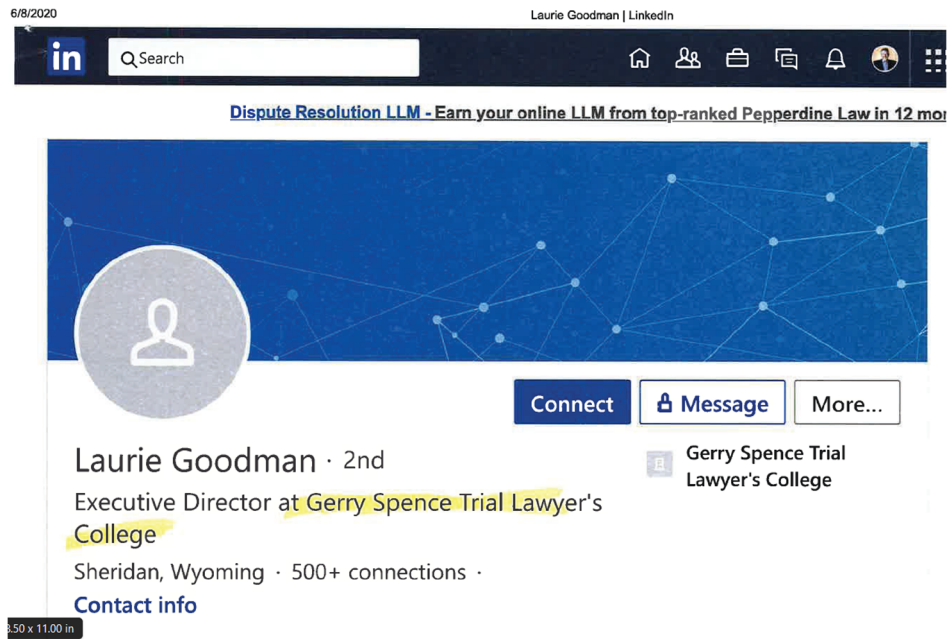 6/8/2020 Laurie Goodman | LinkedIn
in Search
Dispute Resolution LLM - Earn your online LLM from top-ranked Pepperdine Law in 12
Connect Message More...
Laurie Goodman · 2nd
Gerry Spence Trial
Lawyer's College
Executive Director at Gerry Spence Trial Lawyer's
College
Sheridan, Wyoming · 500+ connections ·
Contact info
.50 x 11.00 in